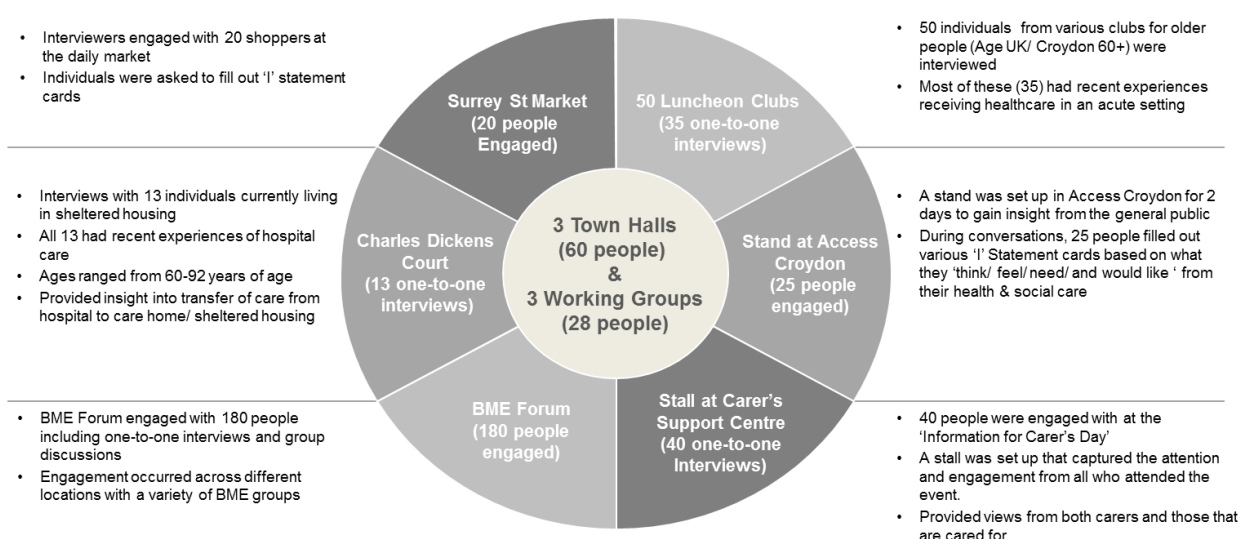 • Interviewers engaged with 20 shoppers at
the daily market
• Individuals were asked to fill out ‘I’ statement
cards
• 50 individuals from various clubs for older
people (Age UK/ Croydon 60+) were
interviewed
• Most of these (35) had recent experiences
receiving healthcare in an acute setting
Surrey St Market
(20 people
Engaged)
50 Luncheon Clubs
(35 one-to-one
interviews)
• Interviews with 13 individuals currently living
in sheltered housing
• All 13 had recent experiences of hospital
care
• Ages ranged from 60-92 years of age
• Provided insight into transfer of care from
hospital to care home/ sheltered housing
Charles Dickens
Court
(13 one-to-one
interviews)
3 Town Halls
(60 people)
&
3 Working Groups
(28 people)
Stand at Access
Croydon
(25 people
engaged)
• A stand was set up in Access Croydon for 2
days to gain insight from the general public
• During conversations, 25 people filled out
various ‘I’ Statement cards based on what
they ‘think/ feel/ need/ and would like ‘ from
their health & social care
• BME Forum engaged with 180 people
including one-to-one interviews and group
discussions
• Engagement occurred across different
locations with a variety of BME groups
BME Forum
(180 people
engaged)
Stall at Carer’s
Support Centre
(40 one-to-one
Interviews)
• 40 people were engaged with at the
‘Information for Carer’s Day’
• A stall was set up that captured the attention
and engagement from all who attended the
event.
• Provided views from both carers and those that
are cared for